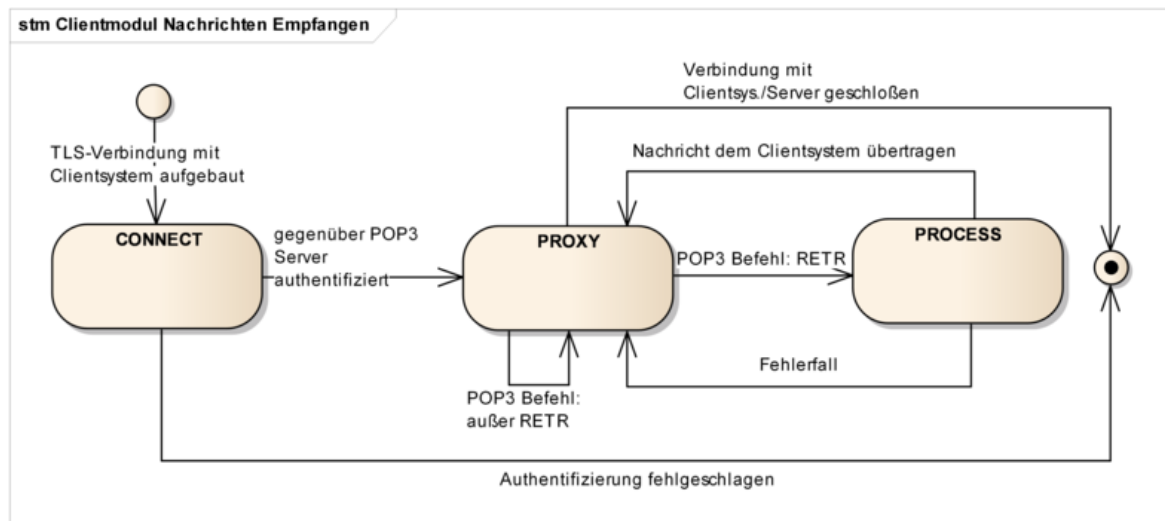 stm Clientmodul Nachrichten Empfangen
Verbindung mit
Clientsys./Server geschloßen
TLS-Verbindung mit
Clientsystem aufgebaut
Nachricht dem Clientsystem übertragen
CONNECT
gegenüber POP3
Server
authentifiziert
PROXY
POP3 Befehl: RETR
PROCESS
Fehlerfall
POP3 Befehl:
außer RETR
Authentifizierung fehlgeschlagen